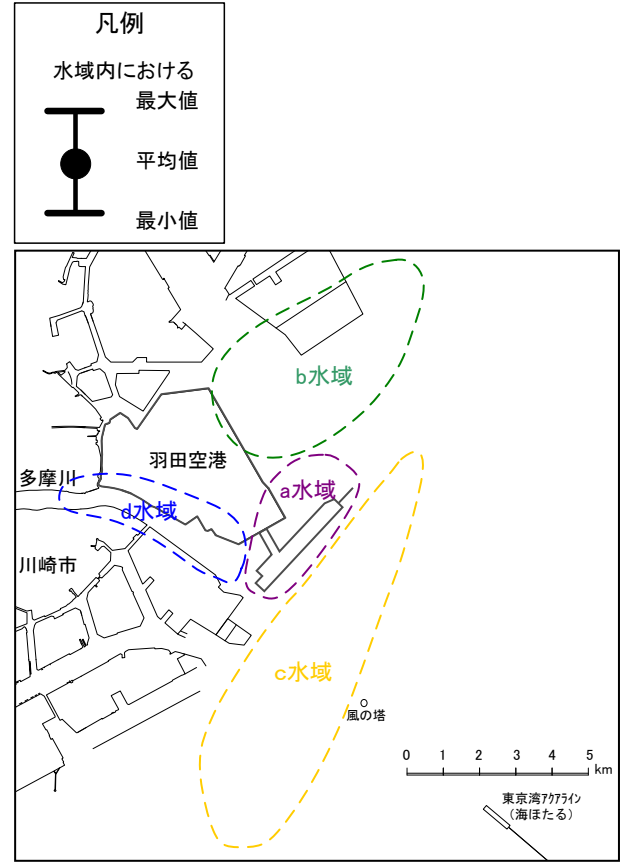 凡例
水域内における
最大値
平均値
最小値
b水域
羽田空港
多摩川
a水域
d水域
川崎市
c水域
風の塔
0 1 2 3 4 5
km
東京湾アクアライン
(海ほたる)